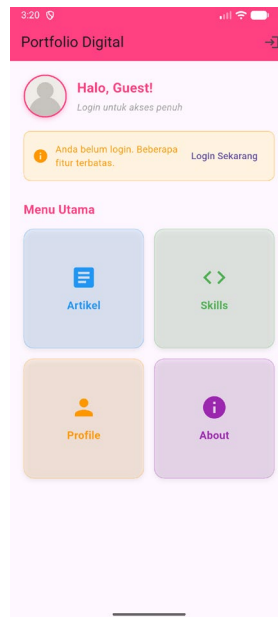 3:20
Portfolio Digital
Halo, Guest!
Login untuk akses penuh
Anda belum login. Beberapa
fitur terbatas.
Login Sekarang
Menu Utama
Artikel
Skills
Profile
About